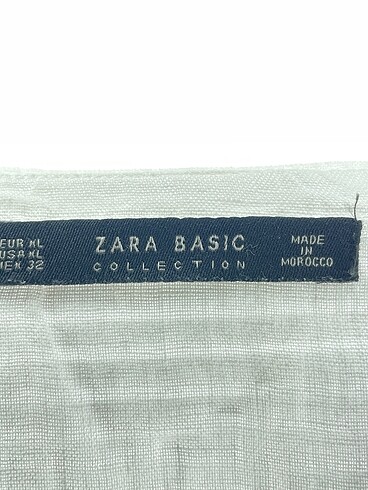 EUR XL
USA XL
MEX 32
ZARA BASIC
COLLECTION
MADE
IN
MOROCCO